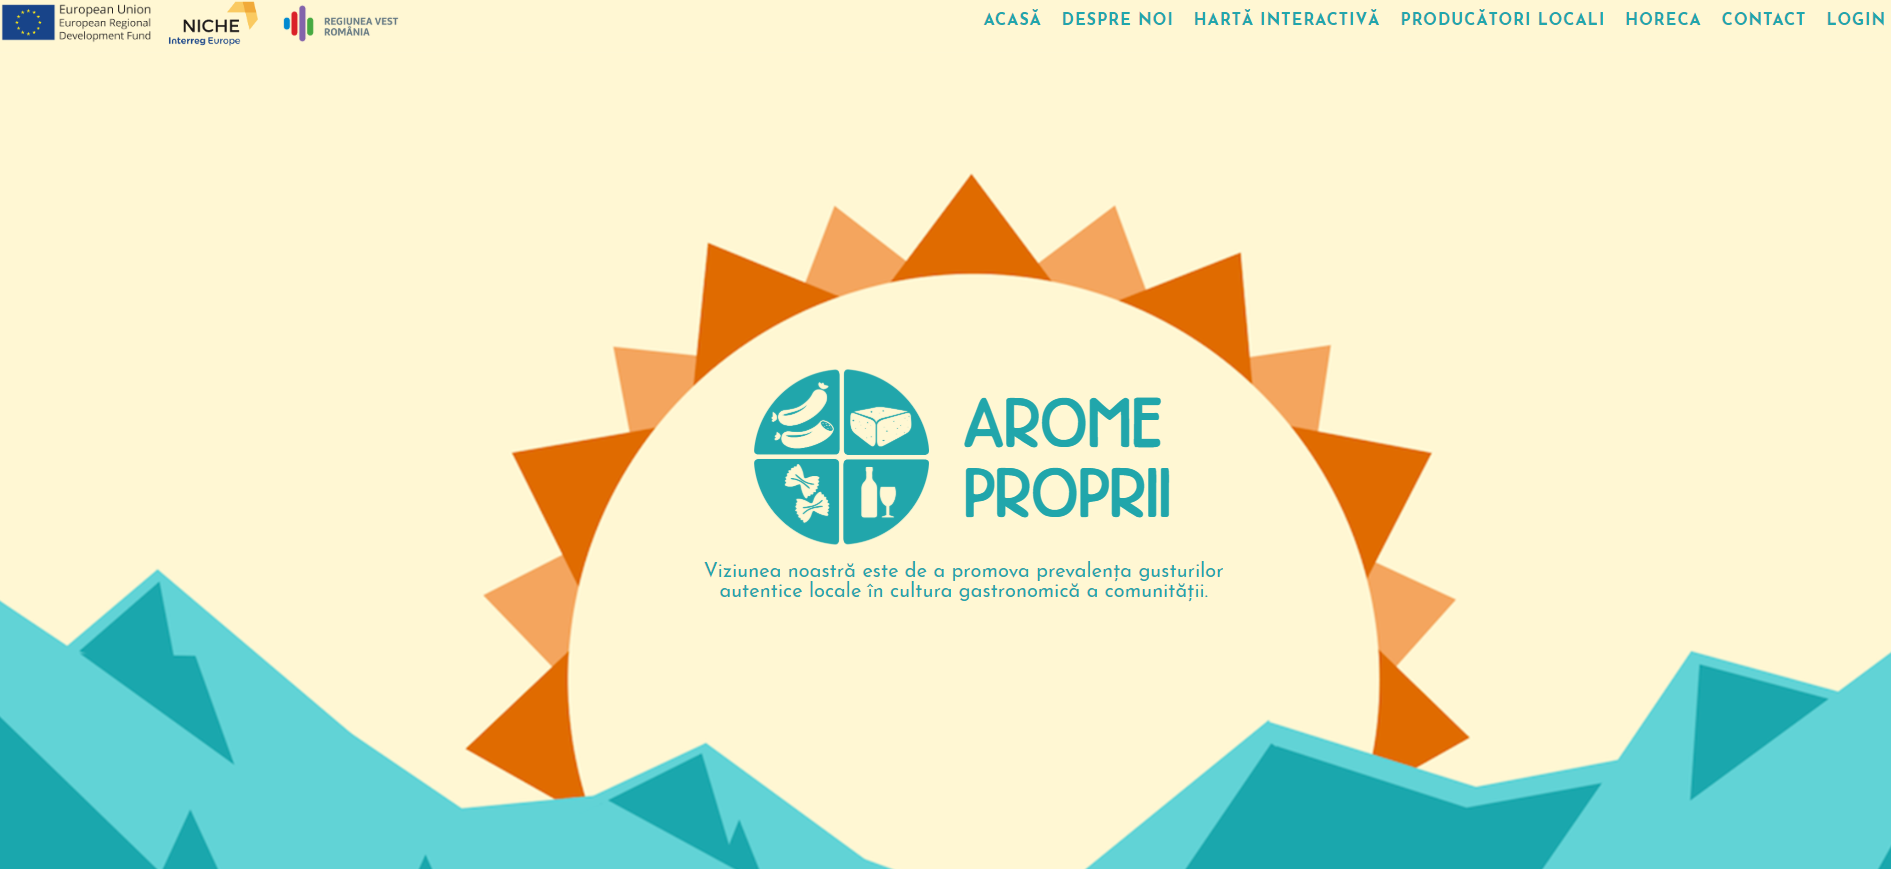 European Union
European Regional
Development Fund
NICHE
Interreg Europe
REGIUNEA VEST
ROMÂNIA
ACASĂ DESPRE NOI HARTĂ INTERACTIVĂ PRODUCĂTORI LOCALI HORECA CONTACT LOGIN
AROME
PROPRII
Viziunea noastră este de a promova prevalența gusturilor
autentice locale în cultura gastronomică a comunității.